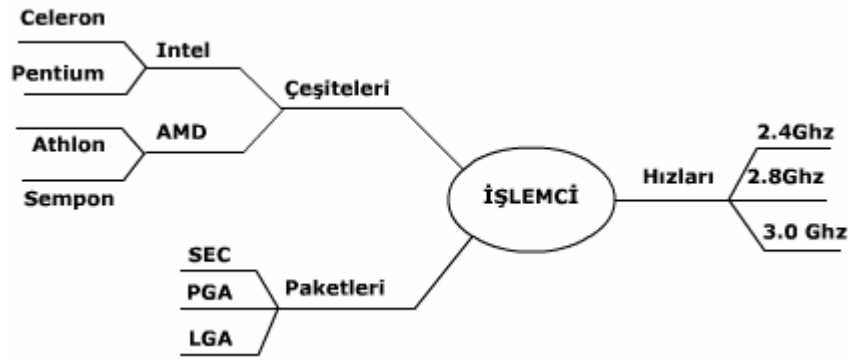 Celeron
Intel
Pentium
Çeşiteleri
AMD
Athlon
Sempon
İŞLEMCİ
Hızları
2.4Ghz
2.8Ghz
3.0 Ghz
SEC
PGA
Paketleri
LGA